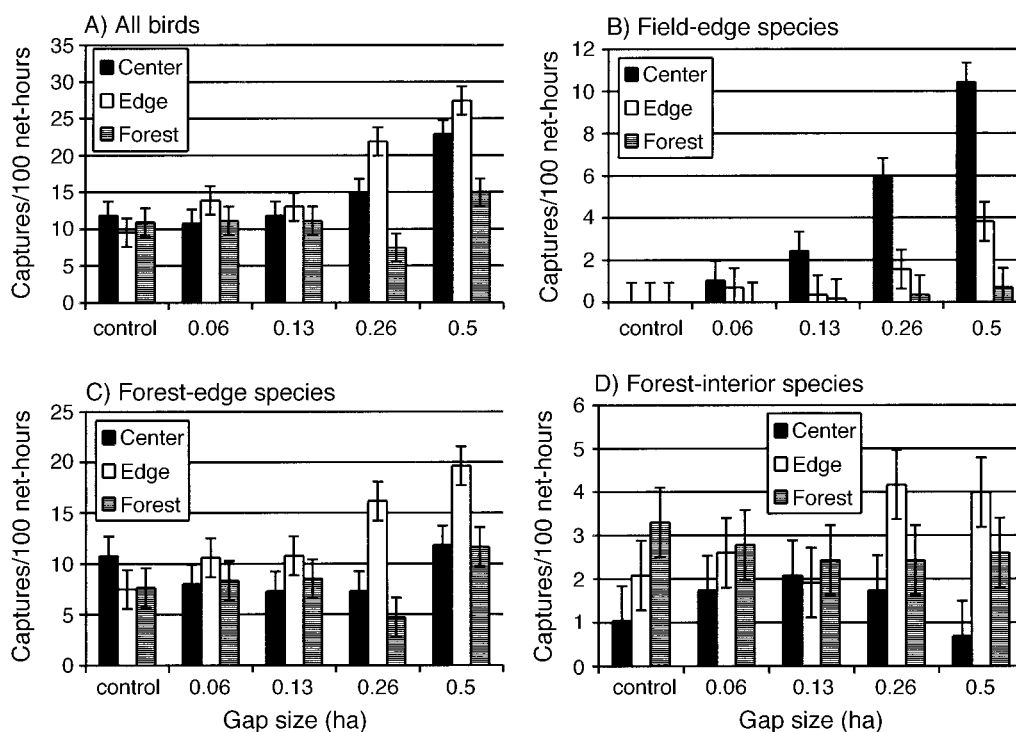 A) All birds
Captures/100 net-hours
35
30
25
20
15
10
5
0
Center
Edge
Forest
control 0.06 0.13 0.26 0.5
B) Field-edge species
Captures/100 net-hours
12
10
8
6
4
2
0
Center
Edge
Forest
control 0.06 0.13 0.26 0.5
C) Forest-edge species
Captures/100 net-hours
25
20
15
10
5
0
Center
Edge
Forest
control 0.06 0.13 0.26 0.5
Gap size (ha)
D) Forest-interior species
Captures/100 net-hours
6
5
4
3
2
1
0
Center
Edge
Forest
control 0.06 0.13 0.26 0.5
Gap size (ha)